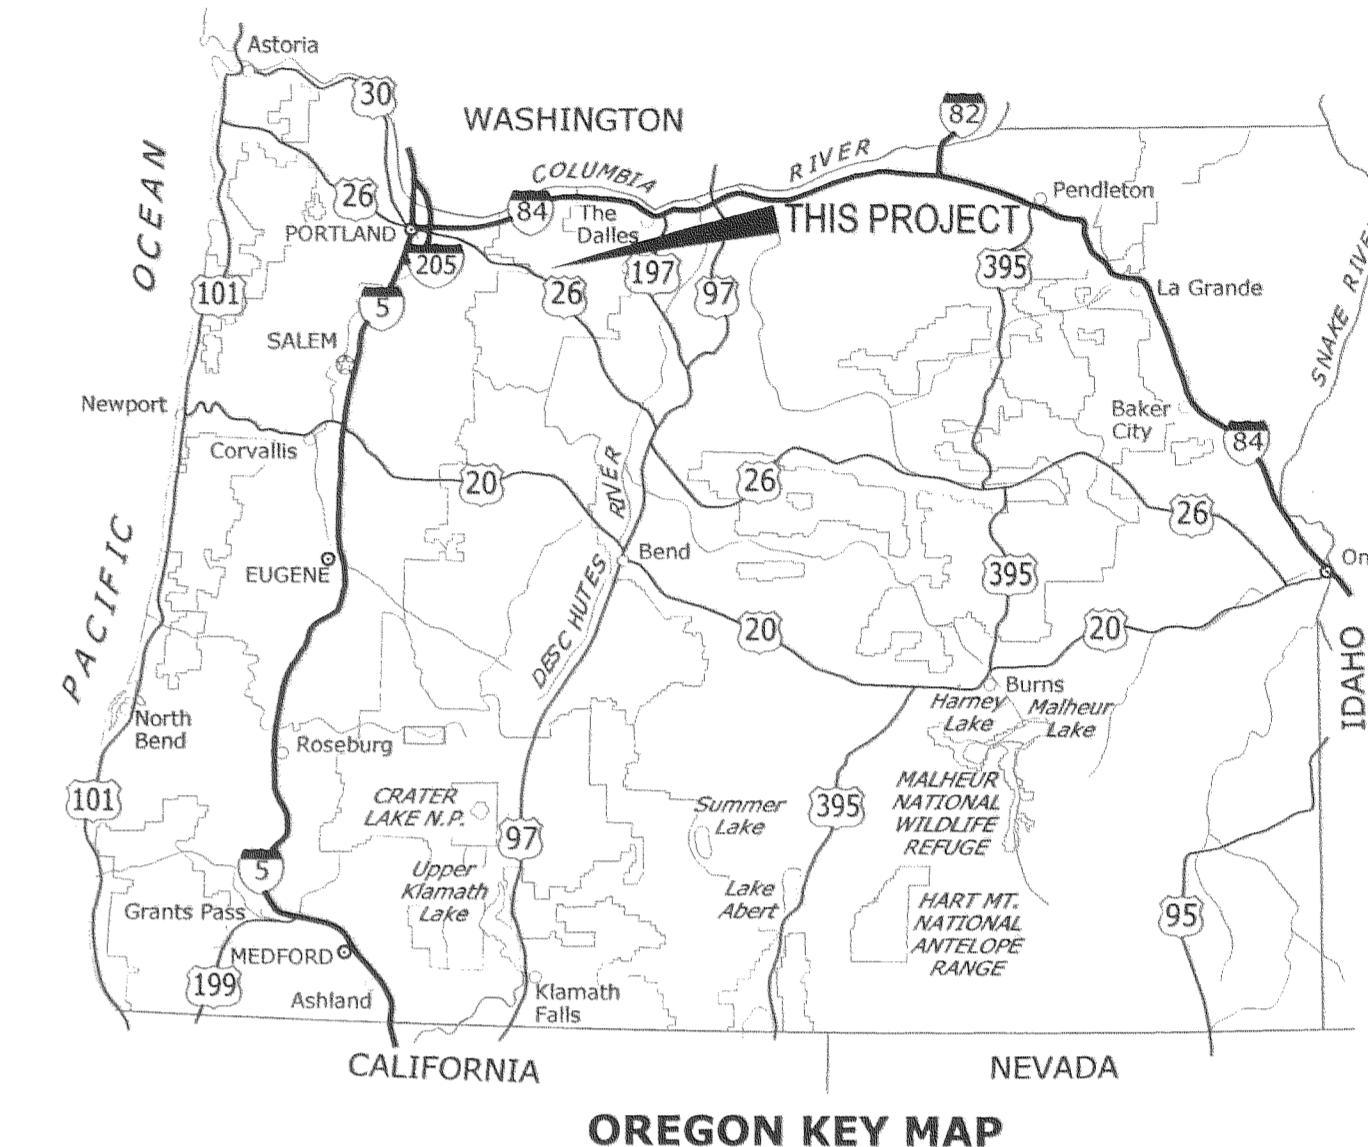 Astoria
30
WASHINGTON
82
OCEAN
COLUMBIA
RIVER
26
84
The
Dalles
THIS PROJECT
Pendleton
PORTLAND
205
197
395
101
5
26
97
La Grande
SALEM
SNAKE RIVE
Newport
Baker
City
Corvallis
84
20
26
26
RIVER
PACIFIC
EUGENE
Bend
395
On
DESCHUTES
20
20
IDAHO
Burns
North
Bend
Harney
Lake
Malheur
Lake
Roseburg
101
CRATER
LAKE N.P.
97
Summer
Lake
395
MALHEUR
NATIONAL
WILDLIFE
REFUGE
5
Upper
Klamath
Lake
Lake
Abert
HART MT.
NATIONAL
ANTELOPE
RANGE
95
Grants Pass
MEDFORD
199
Ashland
Klamath
Falls
CALIFORNIA
NEVADA
OREGON KEY MAP